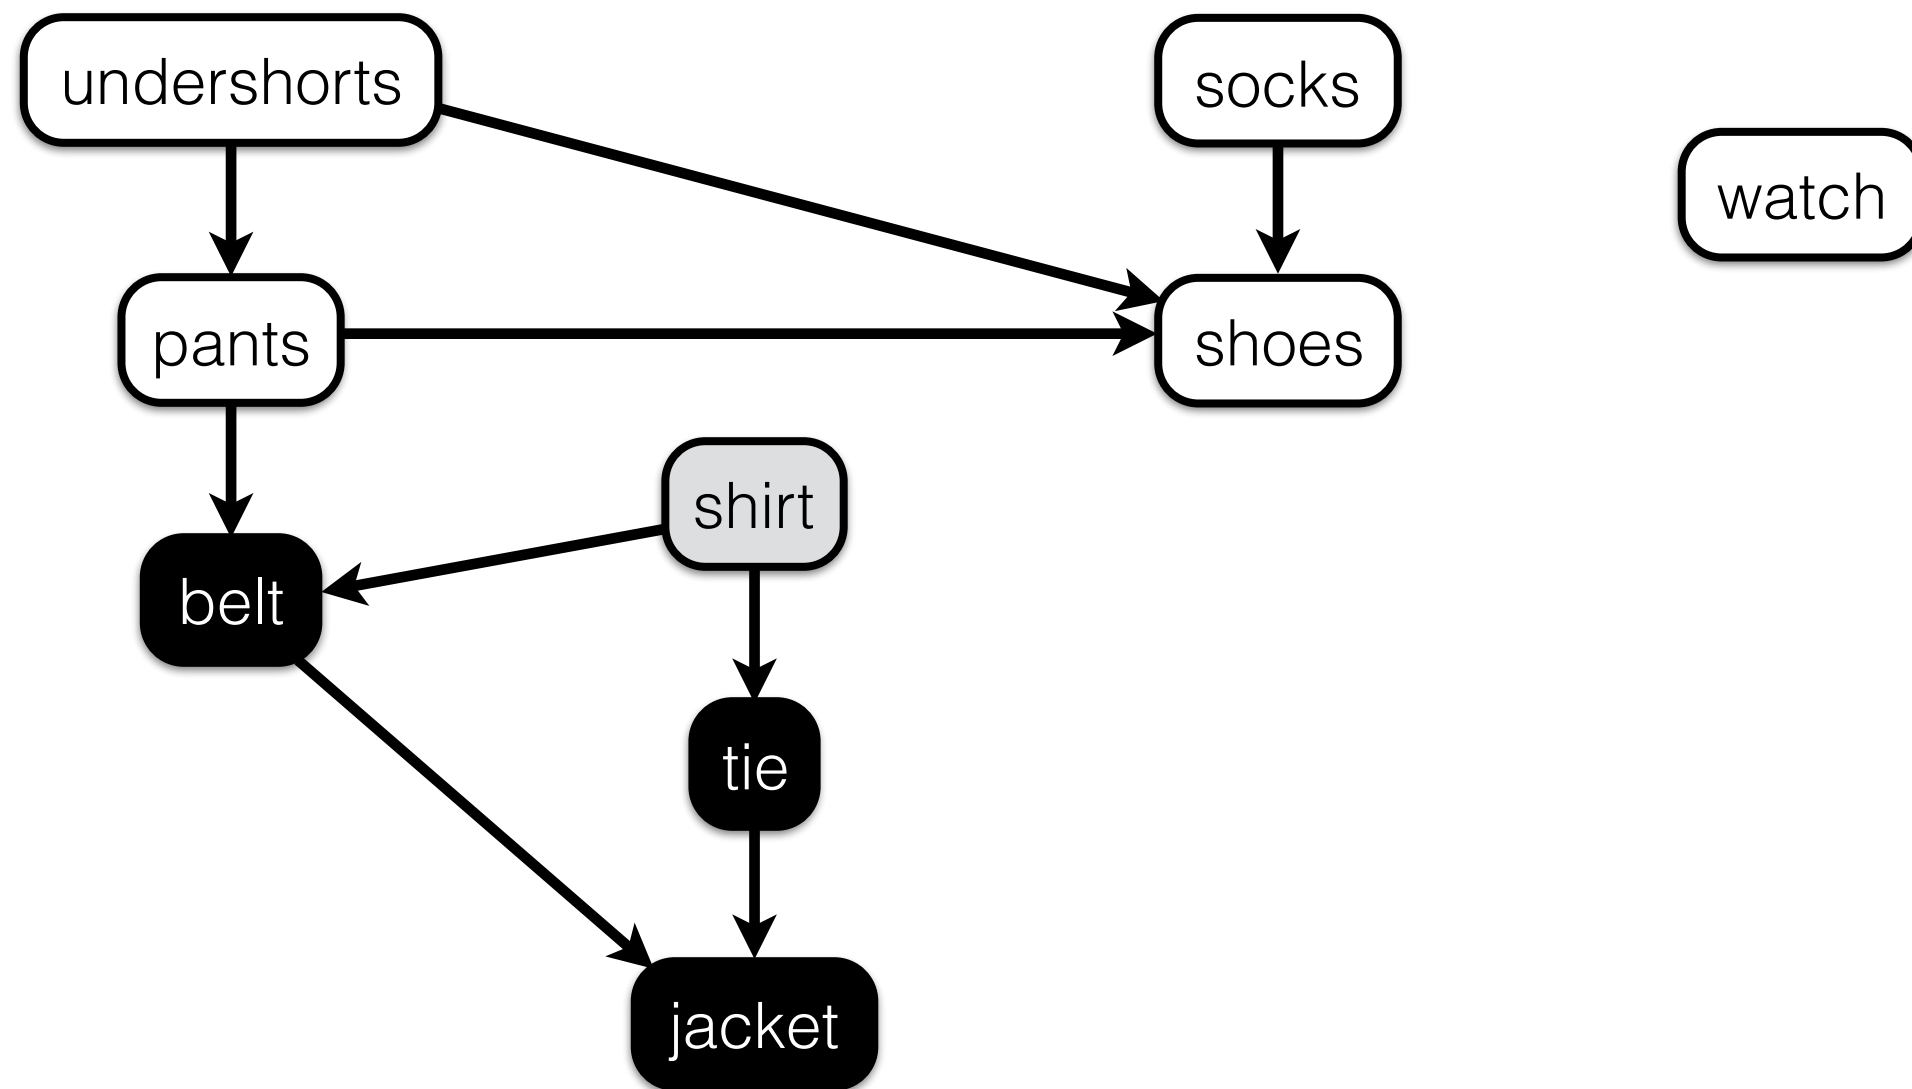 undershorts
socks
watch
pants
shoes
shirt
belt
tie
jacket